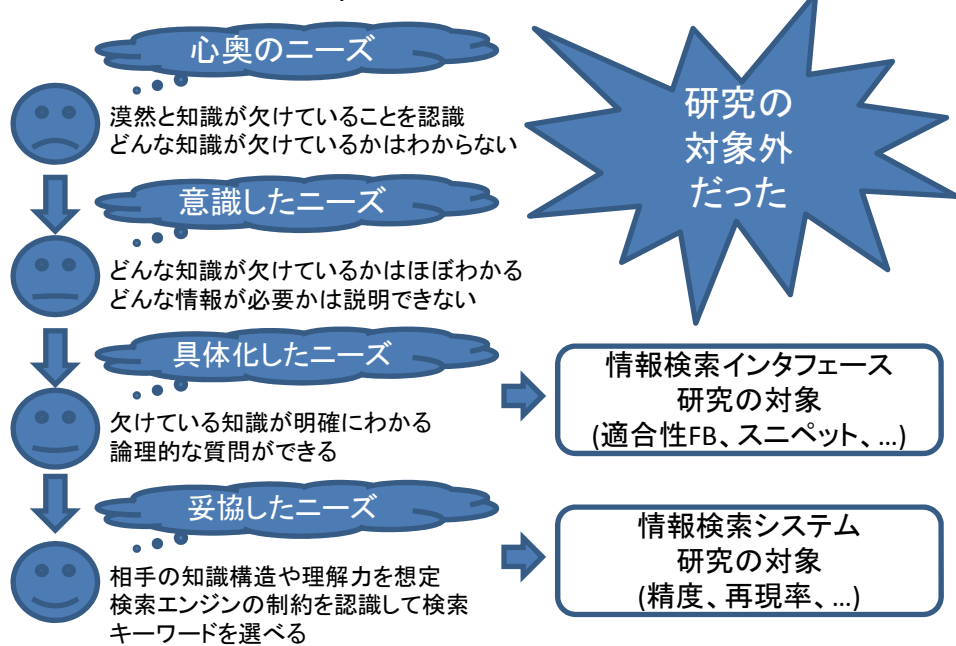 心奥のニーズ
漠然と知識が欠けていることを認識
どんな知識が欠けているかはわからない
研究の
対象外
だった
意識したニーズ
どんな知識が欠けているかはほぼわかる
どんな情報が必要かは説明できない
具体化したニーズ
欠けている知識が明確にわかる
論理的な質問ができる
情報検索インタフェース
研究の対象
(適合性FB、スニペット、...)
妥協したニーズ
相手の知識構造や理解力を想定
検索エンジンの制約を認識して検索
キーワードを選べる
情報検索システム
研究の対象
(精度、再現率、...)